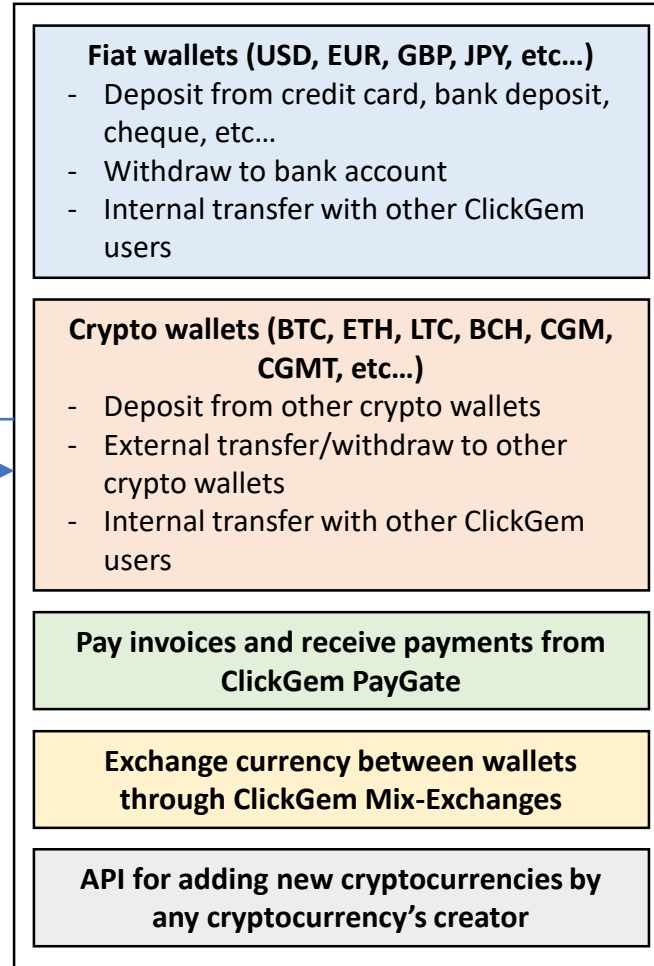 Fiat wallets (USD, EUR, GBP, JPY, etc…)
- Deposit from credit card, bank deposit,
cheque, etc…
- Withdraw to bank account
- Internal transfer with other ClickGem
users
Crypto wallets (BTC, ETH, LTC, BCH, CGM,
CGMT, etc…)
- Deposit from other crypto wallets
- External transfer/withdraw to other
crypto wallets
- Internal transfer with other ClickGem
users
Pay invoices and receive payments from
ClickGem PayGate
Exchange currency between wallets
through ClickGem Mix-Exchanges
API for adding new cryptocurrencies by
any cryptocurrency’s creator